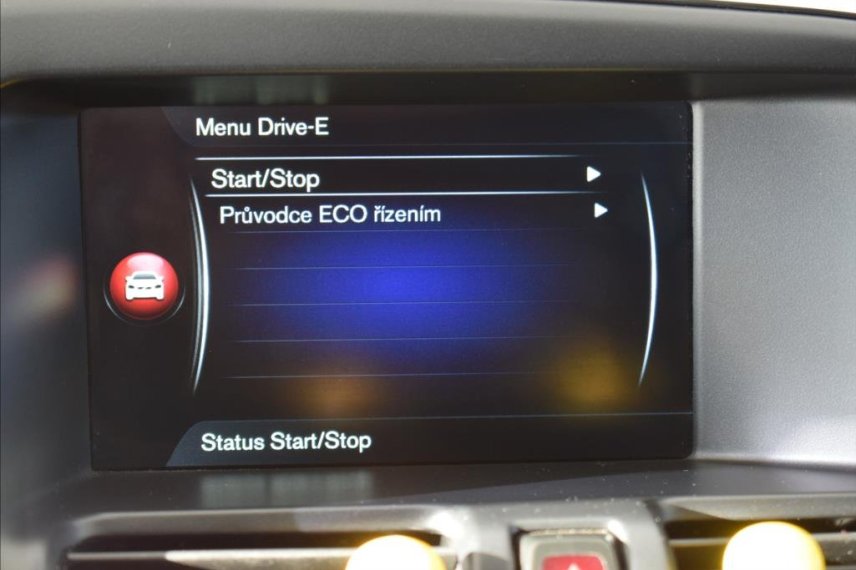 Menu Drive-E
Start/Stop
Průvodce ECO řízením
Status Start/Stop